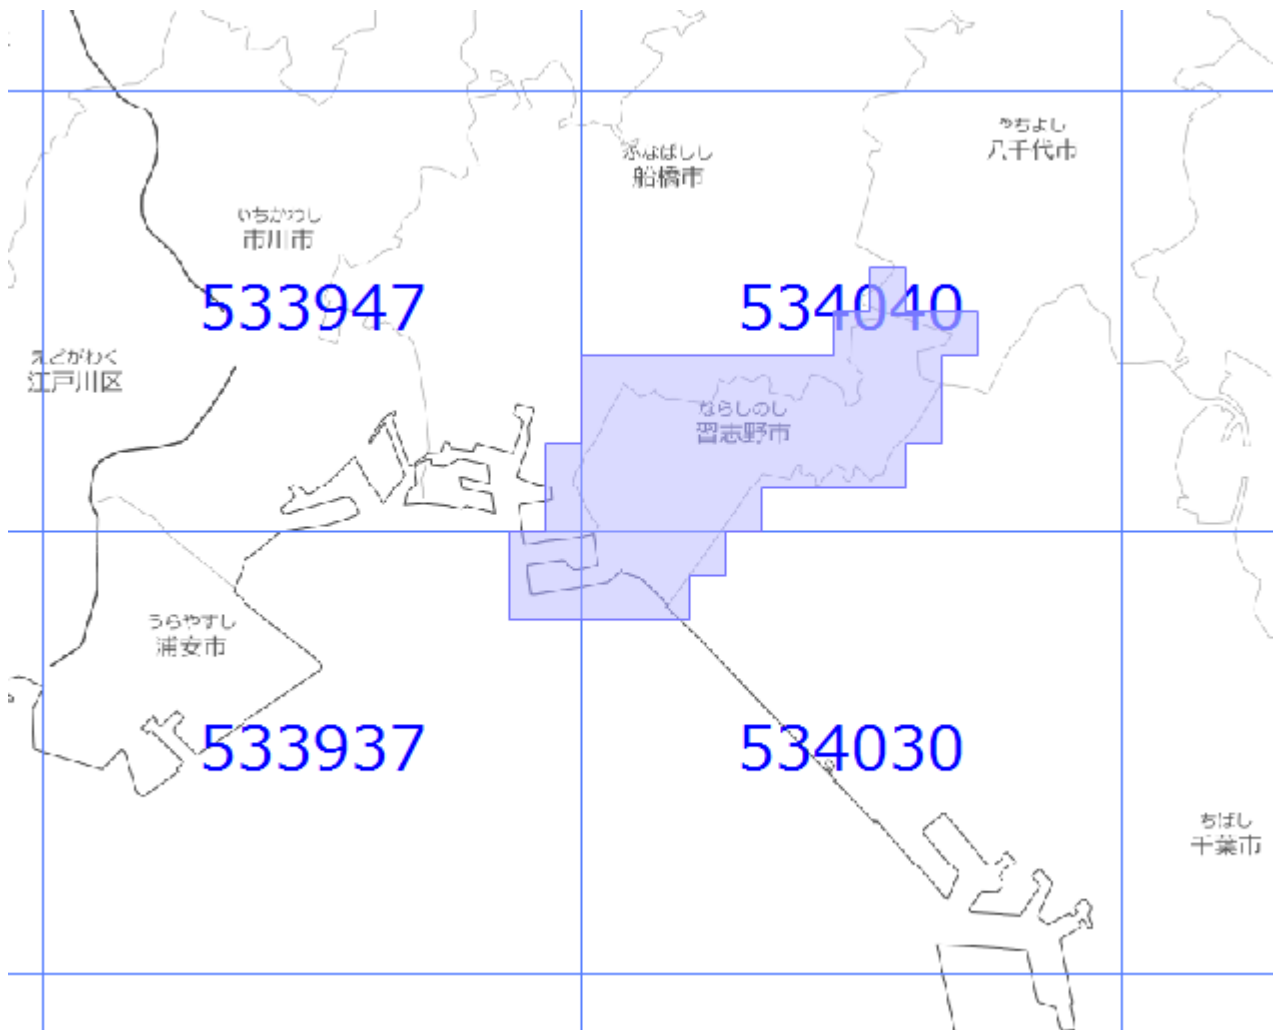 やちよし
八千代市
ふなばしし
船橋市
いちかわし
市川市
533947
534040
えどがわく
江戸川区
ならしのし
習志野市
うらやすし
浦安市
533937
534030
ちばし
千葉市